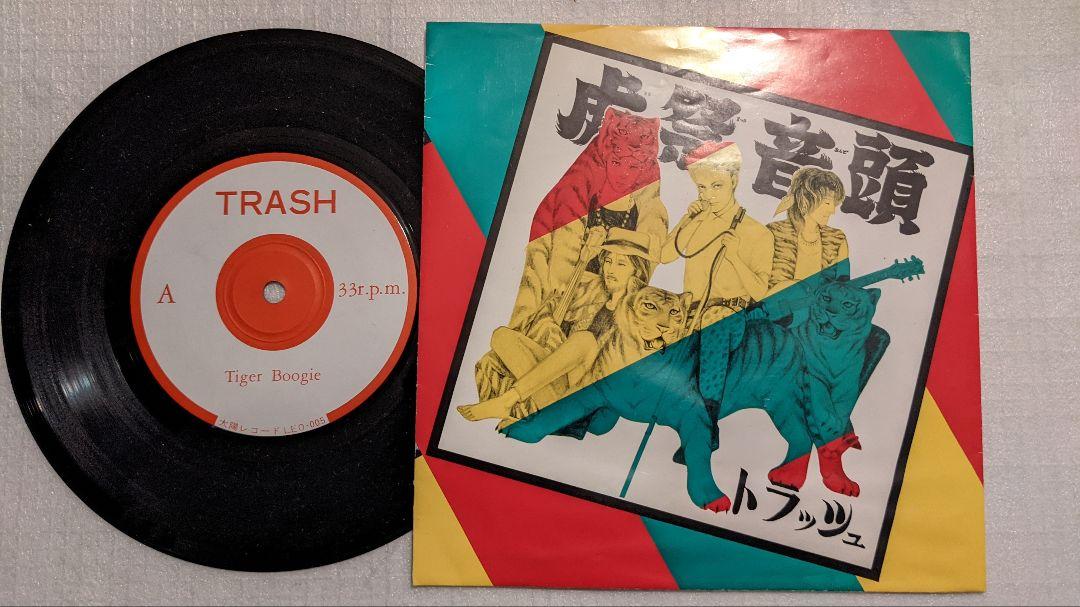 TRASH
A
33r.p.m.
Tiger Boogie
太陽レコード LEO-005
虎祭音頭
トラッシュ